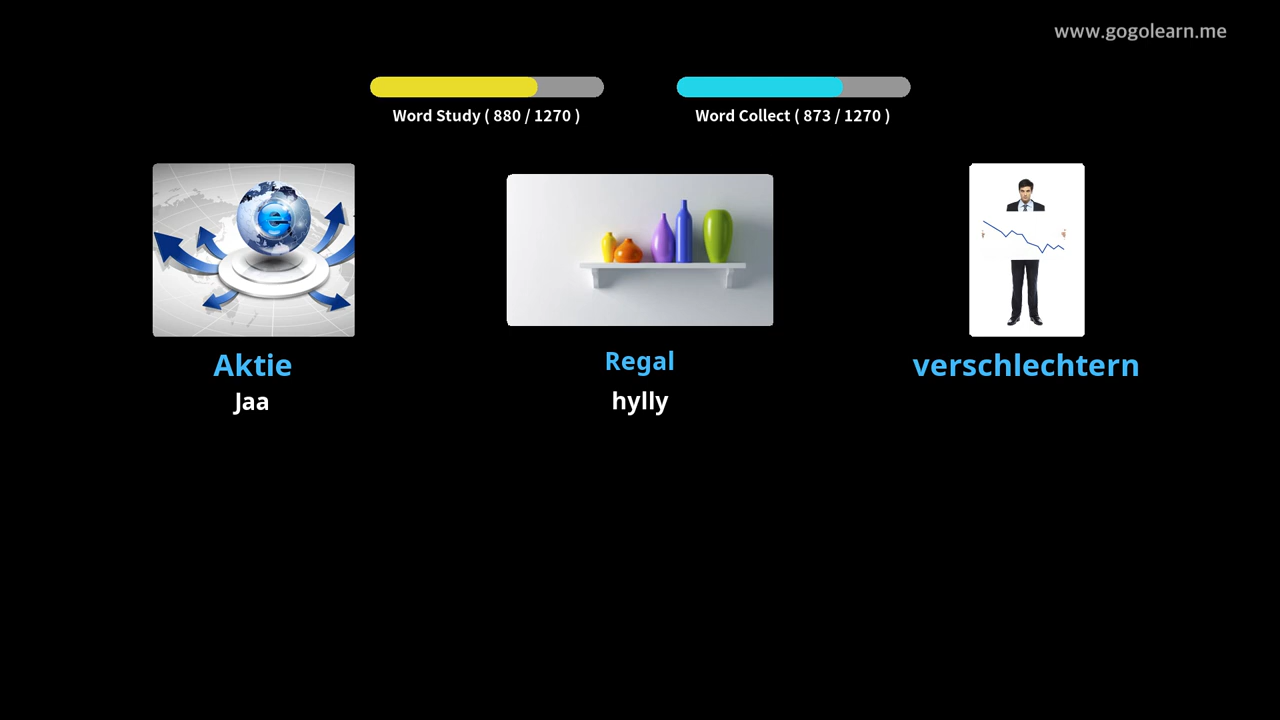 www.gogolearn.me
Word Study ( 880 / 1270 )
Word Collect ( 873 / 1270 )
e
Aktie
Regal
verschlechtern
Jaa
hylly